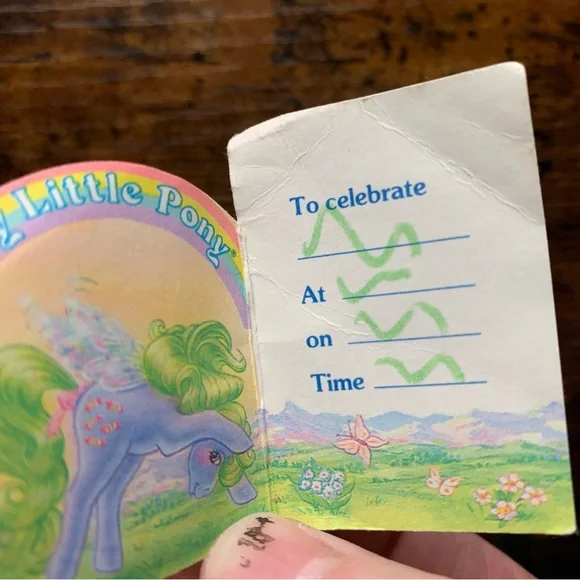 y Little Pony®
To celebrate
At
on
Time